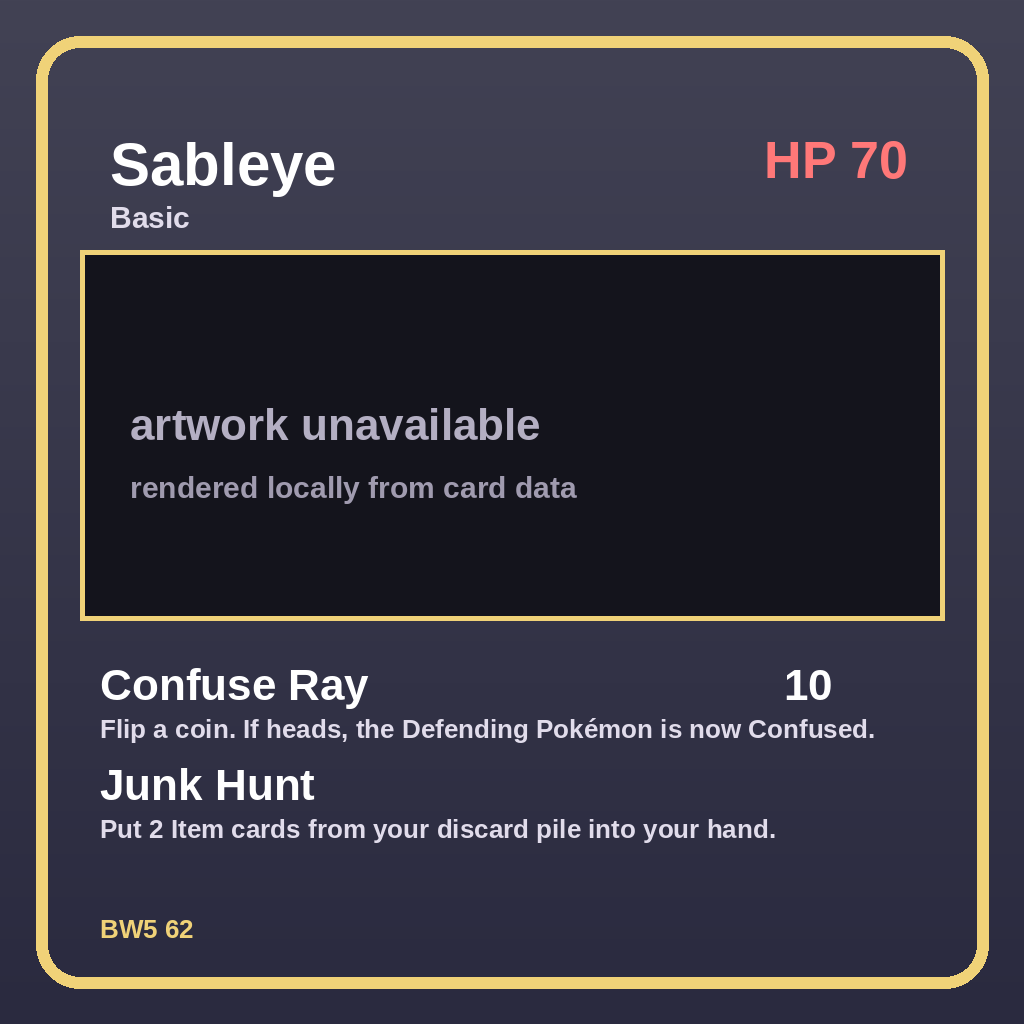 Sableye
HP 70
Basic
artwork unavailable
rendered locally from card data
Confuse Ray
10
Flip a coin. If heads, the Defending Pokémon is now Confused.
Junk Hunt
Put 2 Item cards from your discard pile into your hand.
BW5 62